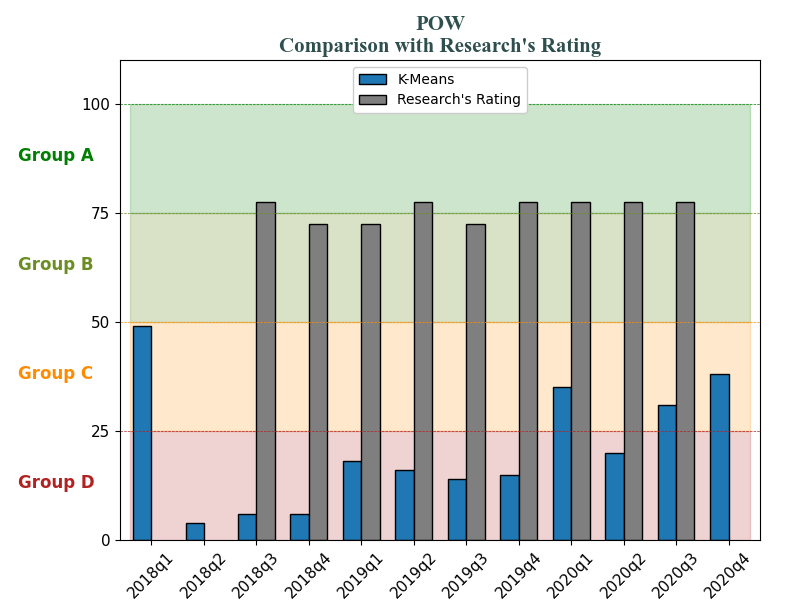 POW
Comparison with Research's Rating
K-Means
Research's Rating
100
Group A
75
Group B
50
Group C
25
Group D
0
2018q1
2018q2
2018q3
2018q4
2019q1
2019q2
2019q3
2019q4
2020q1
2020q2
2020q3
2020q4